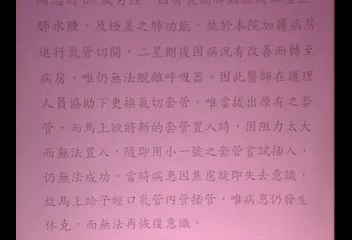 肺水腫、及極差之肺功能，故於本院加護病房
進行氣管切開，二星期後因病況有改善而轉至
病房，唯仍無法脫離呼吸器，因此醫師在護理
人員協助下更換氣切套管。唯當拔出原有之套
管、而馬上欲將新的套管置入時，因阻力太大
而無法置入，隨即用小一號之套管嘗試插入，
仍無法成功。當時病患因焦慮旋即失去意識，
故馬上給予經口氣管內管插管，唯病患仍發生
休克，而無法再恢復意識。